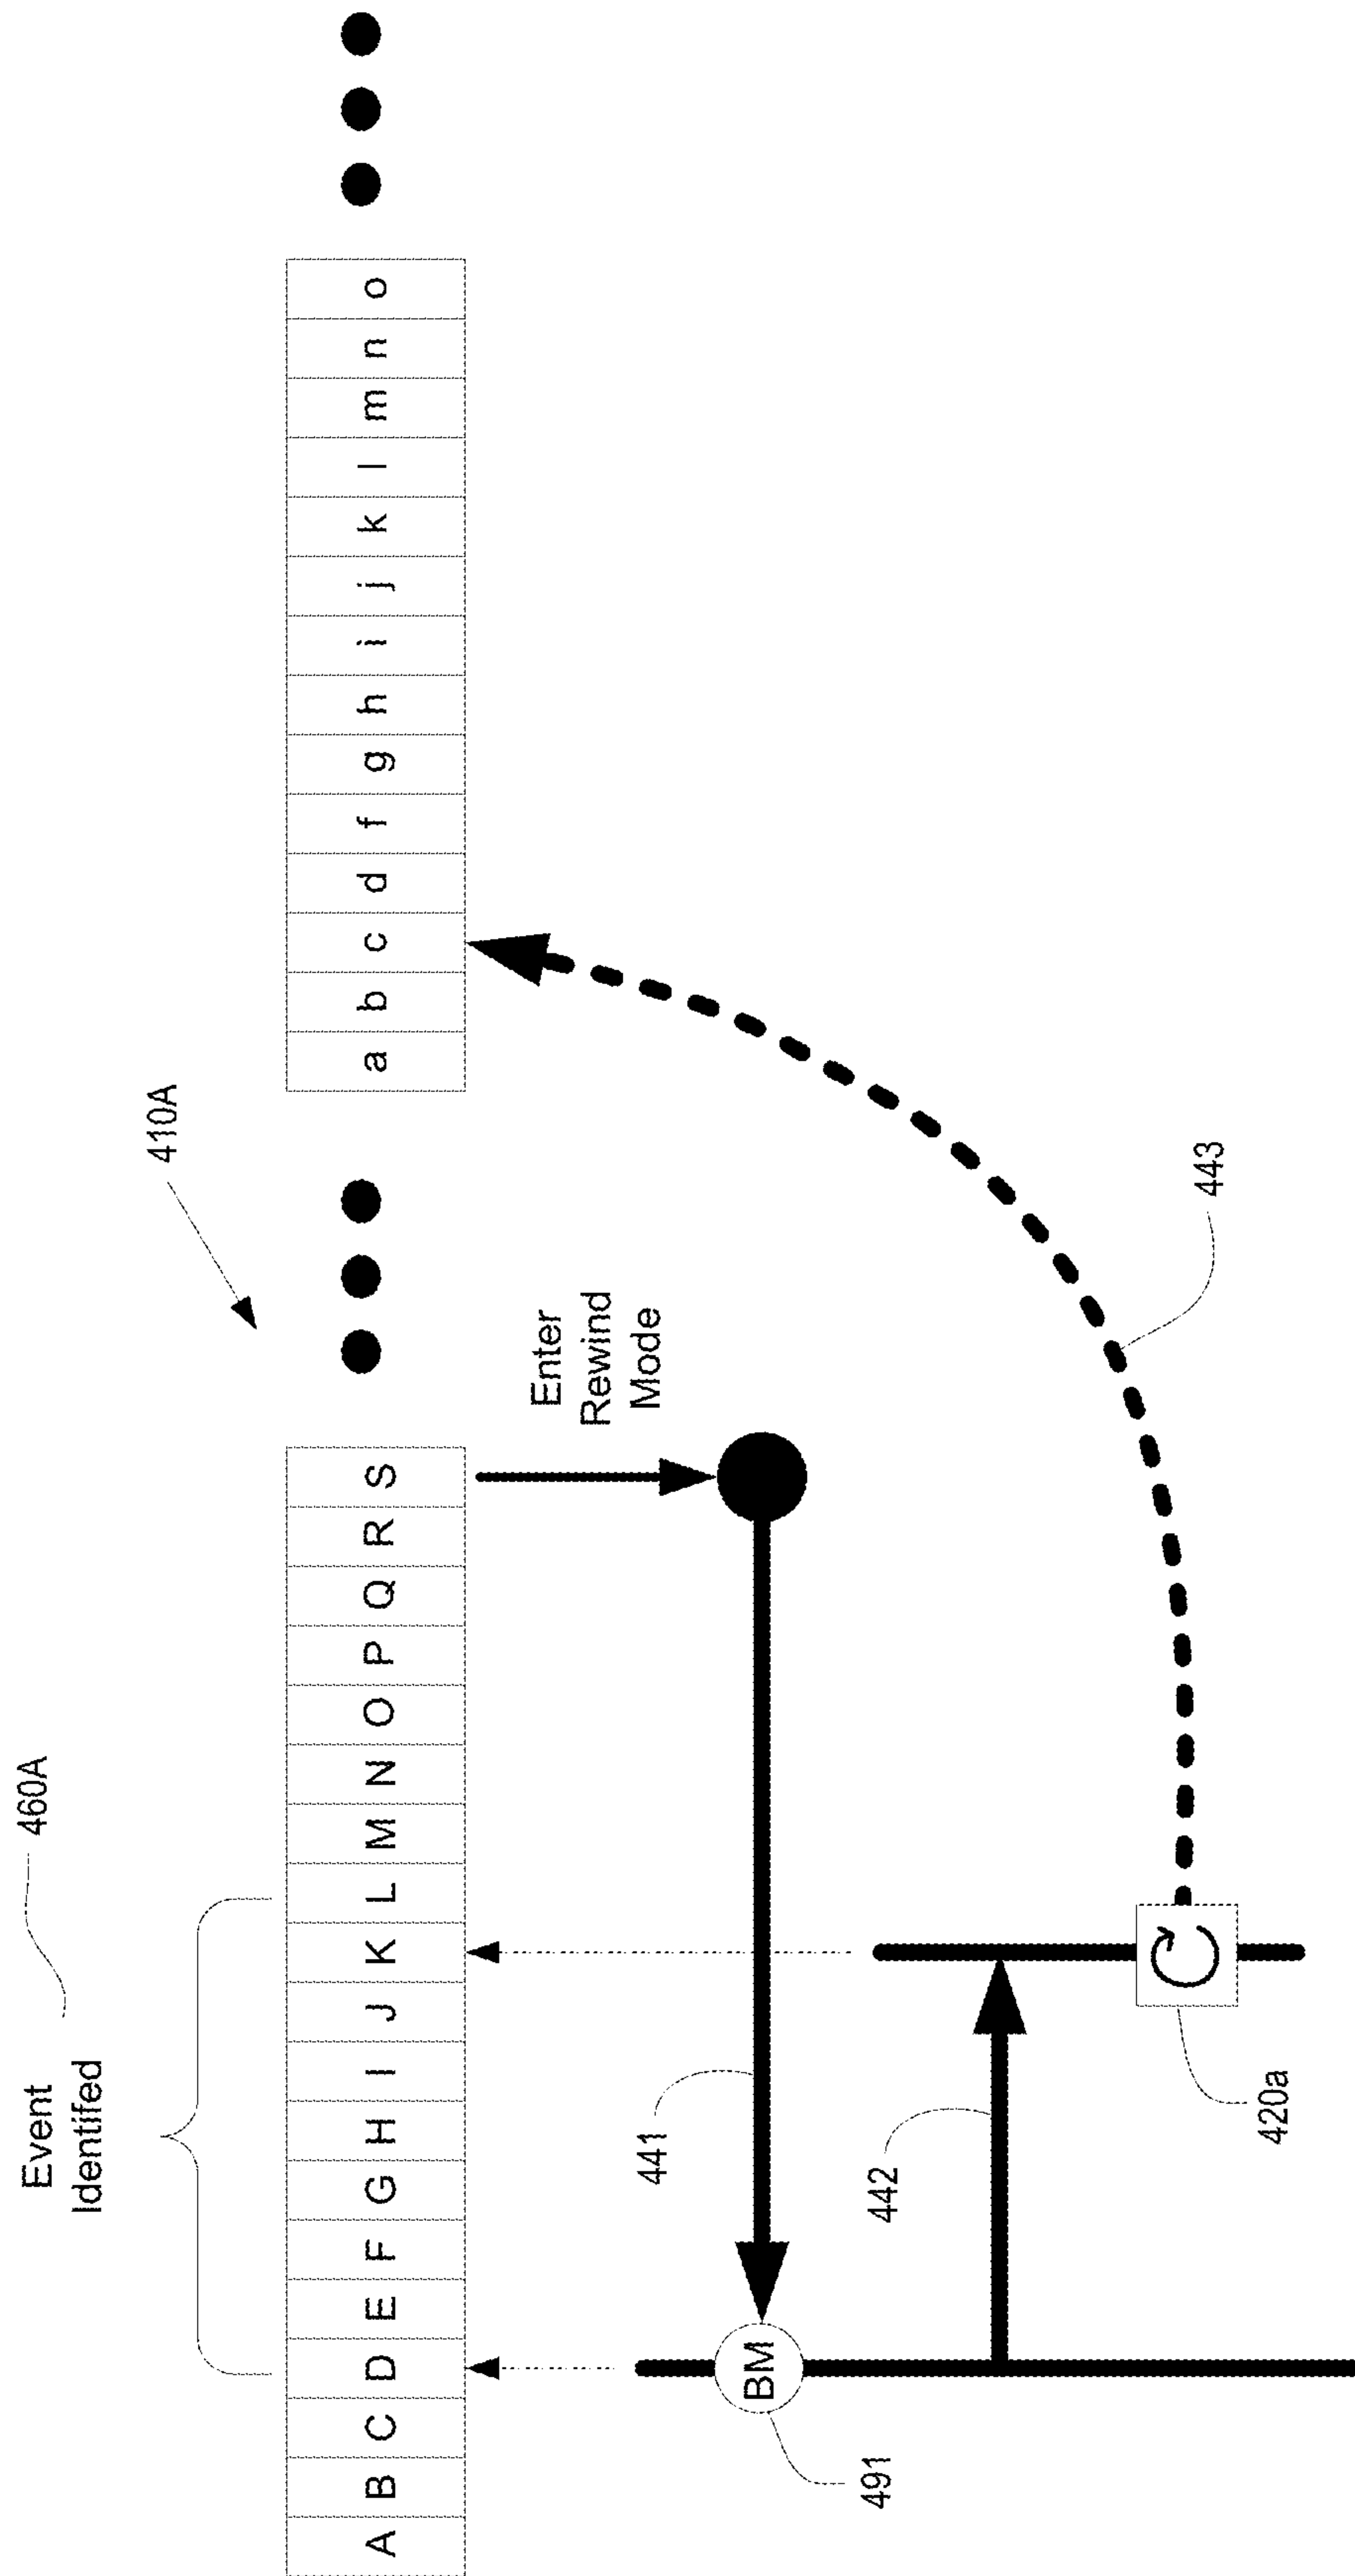 460A
Event
Identifed
410A
A B C D E F G H I J K L M N O P Q R S
a b c d f g h i j k l m n o
Enter
Rewind
Mode
441
BM
491
442
443
420a